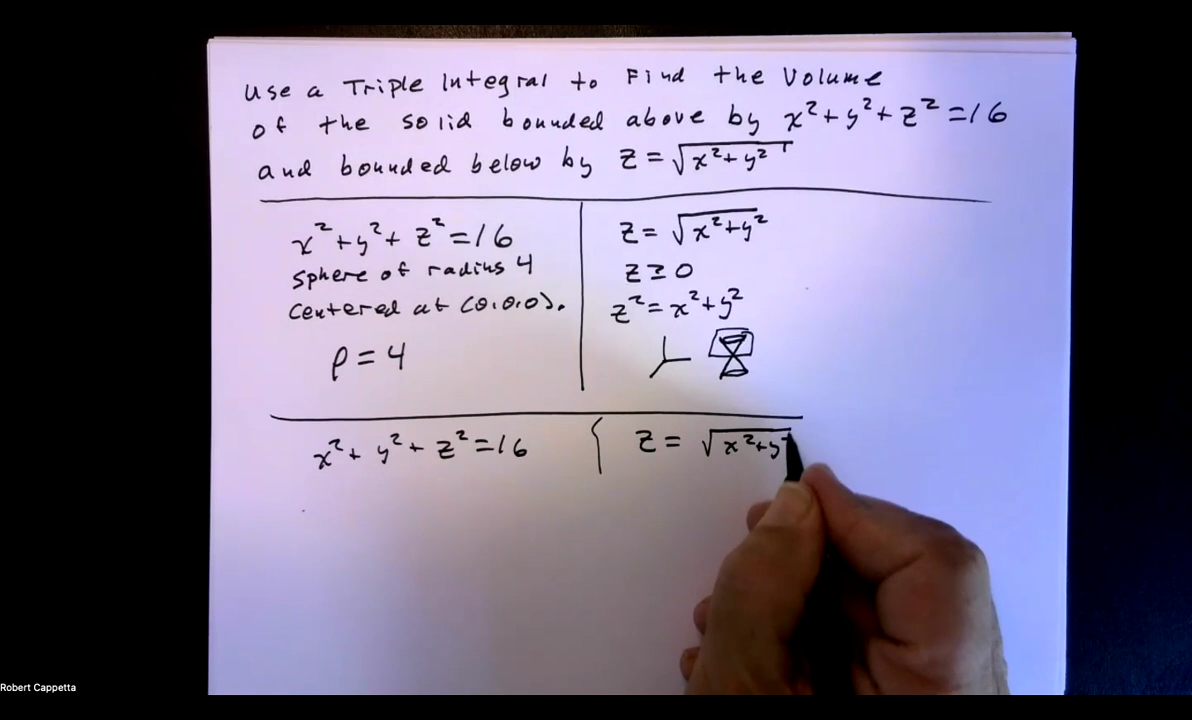 Use a Triple Integral to Find the Volume
of the solid bounded above by x²+y²+z²=16
and bounded below by z=√x²+y²
x²+y²+z²=16
sphere of radius 4
centered at (0,0,0).
ρ=4
z=√x²+y²
z≥0
z²=x²+y²
x²+y²+z²=16
z=√x²+y²
Robert Cappetta